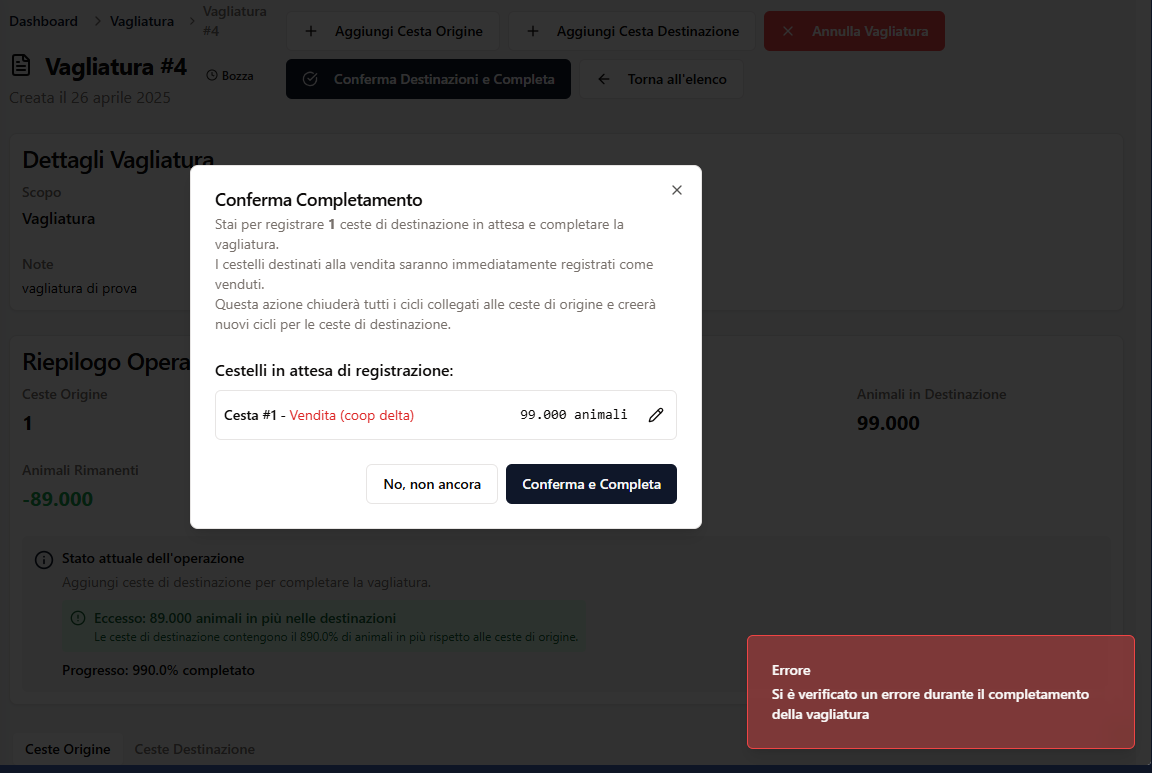 Dashboard > Vagliatura > Vagliatura #4
+ Aggiungi Cesta Origine
+ Aggiungi Cesta Destinazione
× Annulla Vagliatura
Vagliatura #4
Bozza
Conferma Destinazioni e Completa
← Torna all'elenco
Creata il 26 aprile 2025
Dettagli Vagliatura
Scopo
Vagliatura
Note
vagliatura di prova
Conferma Completamento
Stai per registrare 1 ceste di destinazione in attesa e completare la
vagliatura.
I cestelli destinati alla vendita saranno immediatamente registrati come
venduti.
Questa azione chiuderà tutti i cicli collegati alle ceste di origine e creerà
nuovi cicli per le ceste di destinazione.
Cestelli in attesa di registrazione:
Cesta #1 - Vendita (coop delta)
99.000 animali
No, non ancora
Conferma e Completa
Riepilogo Opera
Ceste Origine
1
Animali in Destinazione
99.000
Animali Rimanenti
-89.000
Stato attuale dell'operazione
Aggiungi ceste di destinazione per completare la vagliatura.
Eccesso: 89.000 animali in più nelle destinazioni
Le ceste di destinazione contengono il 890.0% di animali in più rispetto alle ceste di origine.
Progresso: 990.0% completato
Errore
Si è verificato un errore durante il completamento
della vagliatura
Ceste Origine
Ceste Destinazione